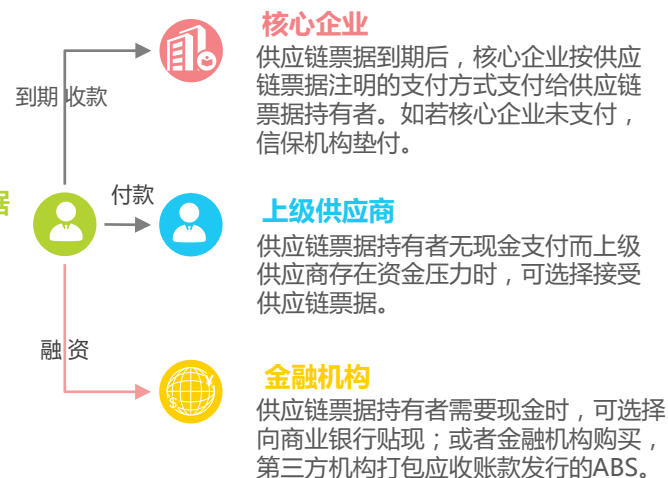 核心企业
供应链票据到期后，核心企业按供应
链票据注明的支付方式支付给供应链
票据持有者。如若核心企业未支付，
信保机构垫付。
到期 收款
据
付款
上级供应商
供应链票据持有者无现金支付而上级
供应商存在资金压力时，可选择接受
供应链票据。
融 资
金融机构
供应链票据持有者需要现金时，可选择
向商业银行贴现；或者金融机构购买，
第三方机构打包应收账款发行的ABS。